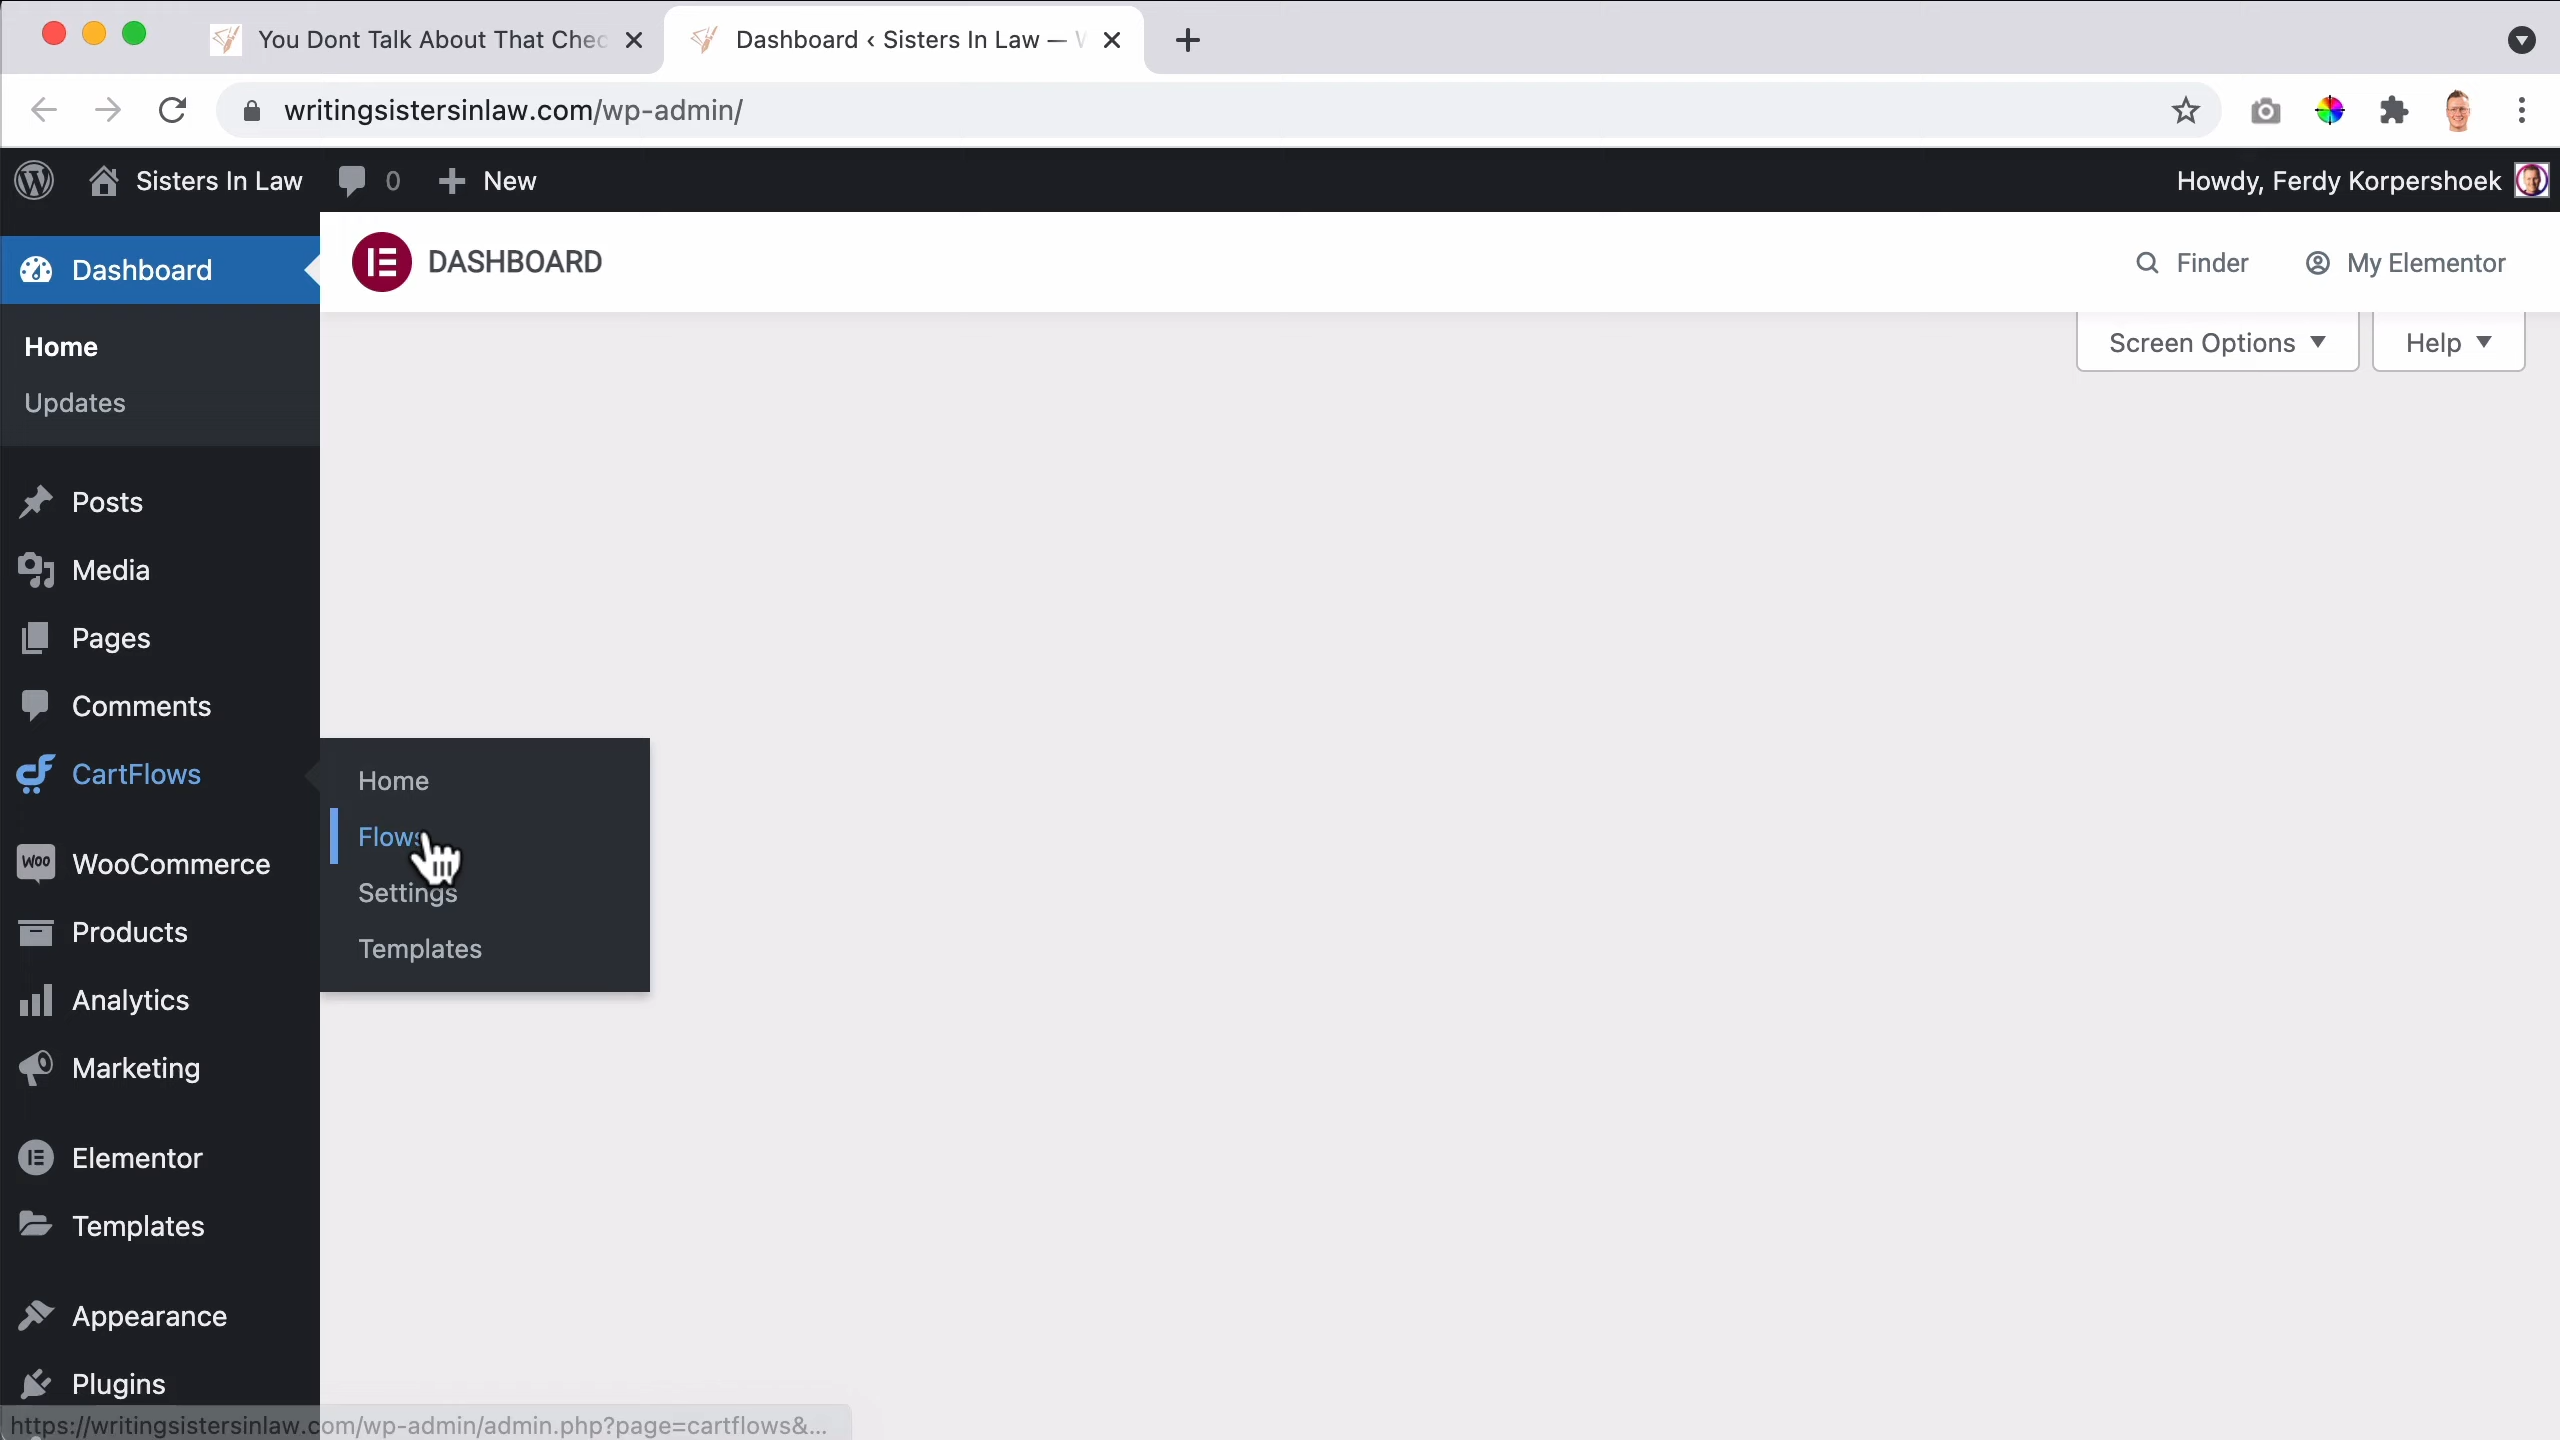 You Dont Talk About That Chec
Dashboard ‹ Sisters In Law —
writingsistersinlaw.com/wp-admin/
Sisters In Law
0
New
Howdy, Ferdy Korpershoek
Dashboard
DASHBOARD
Finder
My Elementor
Screen Options
Help
Home
Updates
Posts
Media
Pages
Comments
CartFlows
Home
Flows
Settings
Templates
WOO
WooCommerce
Products
Analytics
Marketing
Elementor
Templates
Appearance
Plugins
https://writingsistersinlaw.com/wp-admin/admin.php?page=cartflows&...